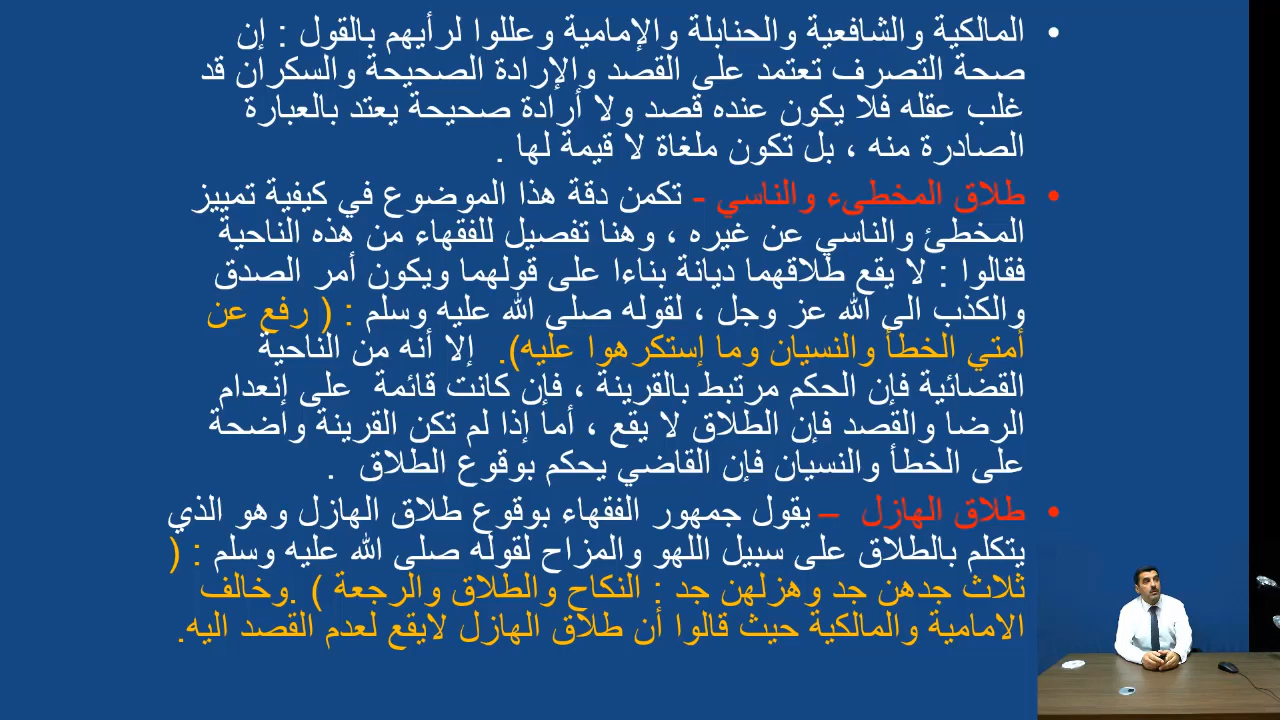 • المالكية والشافعية والحنابلة والإمامية وعللوا لرأيهم بالقول : إن
صحة التصرف تعتمد على القصد والإرادة الصحيحة والسكران قد
غلب عقله فلا يكون عنده قصد ولا أرادة صحيحة يعتد بالعبارة
الصادرة منه ، بل تكون ملغاة لا قيمة لها .
• طلاق المخطىء والناسي - تكمن دقة هذا الموضوع في كيفية تمييز
المخطئ والناسي عن غيره ، وهنا تفصيل للفقهاء من هذه الناحية
فقالوا : لا يقع طلاقهما ديانة بناءا على قولهما ويكون أمر الصدق
والكذب الى الله عز وجل ، لقوله صلى الله عليه وسلم : ( رفع عن
أمتي الخطأ والنسيان وما إستكرهوا عليه). إلا أنه من الناحية
القضائية فإن الحكم مرتبط بالقرينة ، فإن كانت قائمة على إنعدام
الرضا والقصد فإن الطلاق لا يقع ، أما إذا لم تكن القرينة واضحة
على الخطأ والنسيان فإن القاضي يحكم بوقوع الطلاق .
• طلاق الهازل – يقول جمهور الفقهاء بوقوع طلاق الهازل وهو الذي
يتكلم بالطلاق على سبيل اللهو والمزاح لقوله صلى الله عليه وسلم : (
ثلاث جدهن جد وهزلهن جد : النكاح والطلاق والرجعة ) .وخالف
الامامية والمالكية حيث قالوا أن طلاق الهازل لايقع لعدم القصد اليه.